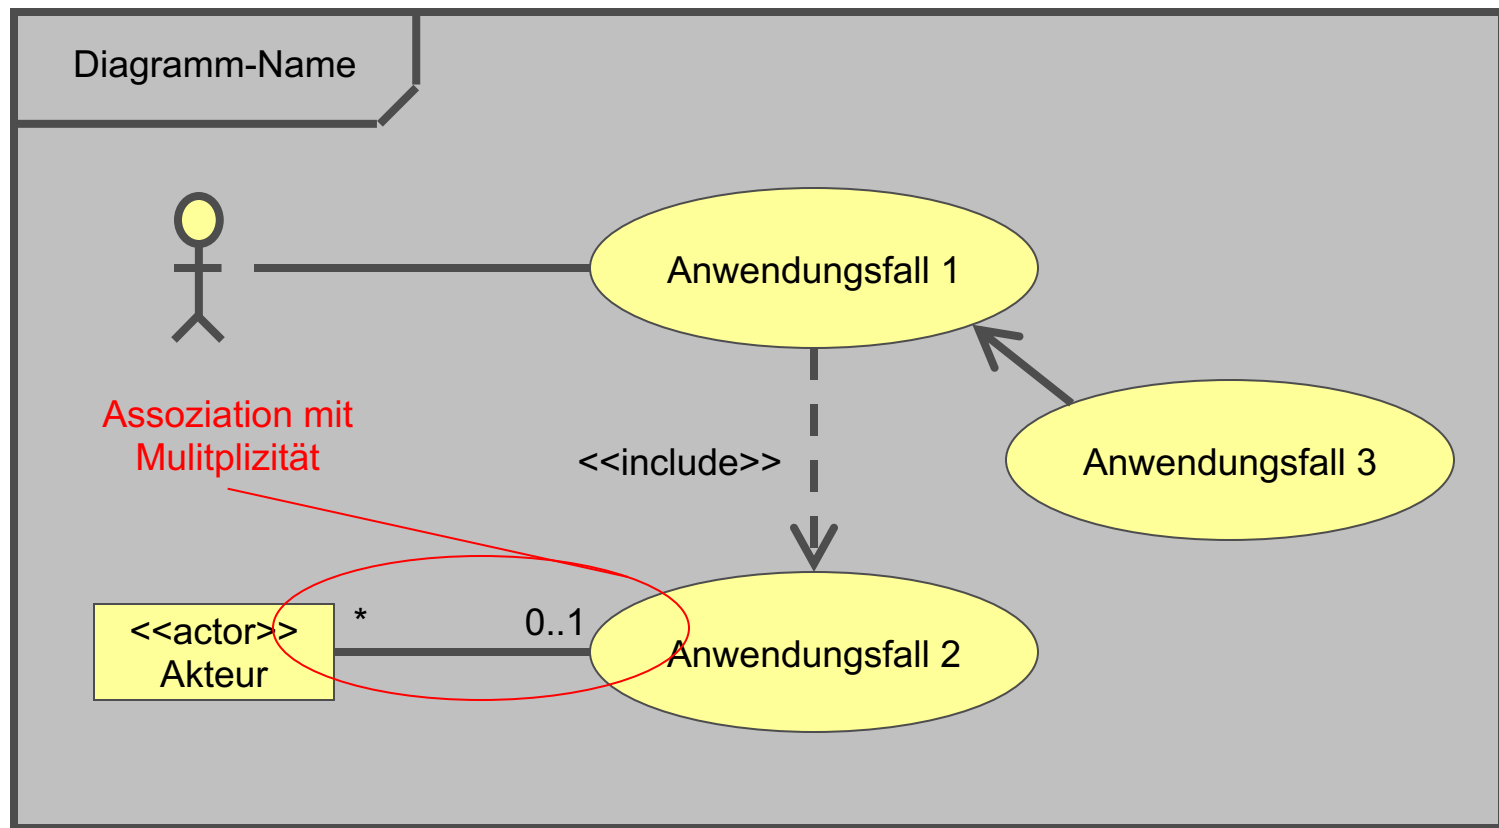 Diagramm-Name
Anwendungsfall 1
Assoziation mit
Mulitplizität
<<include>>
Anwendungsfall 3
* 0..1
<<actor>>
Akteur
Anwendungsfall 2